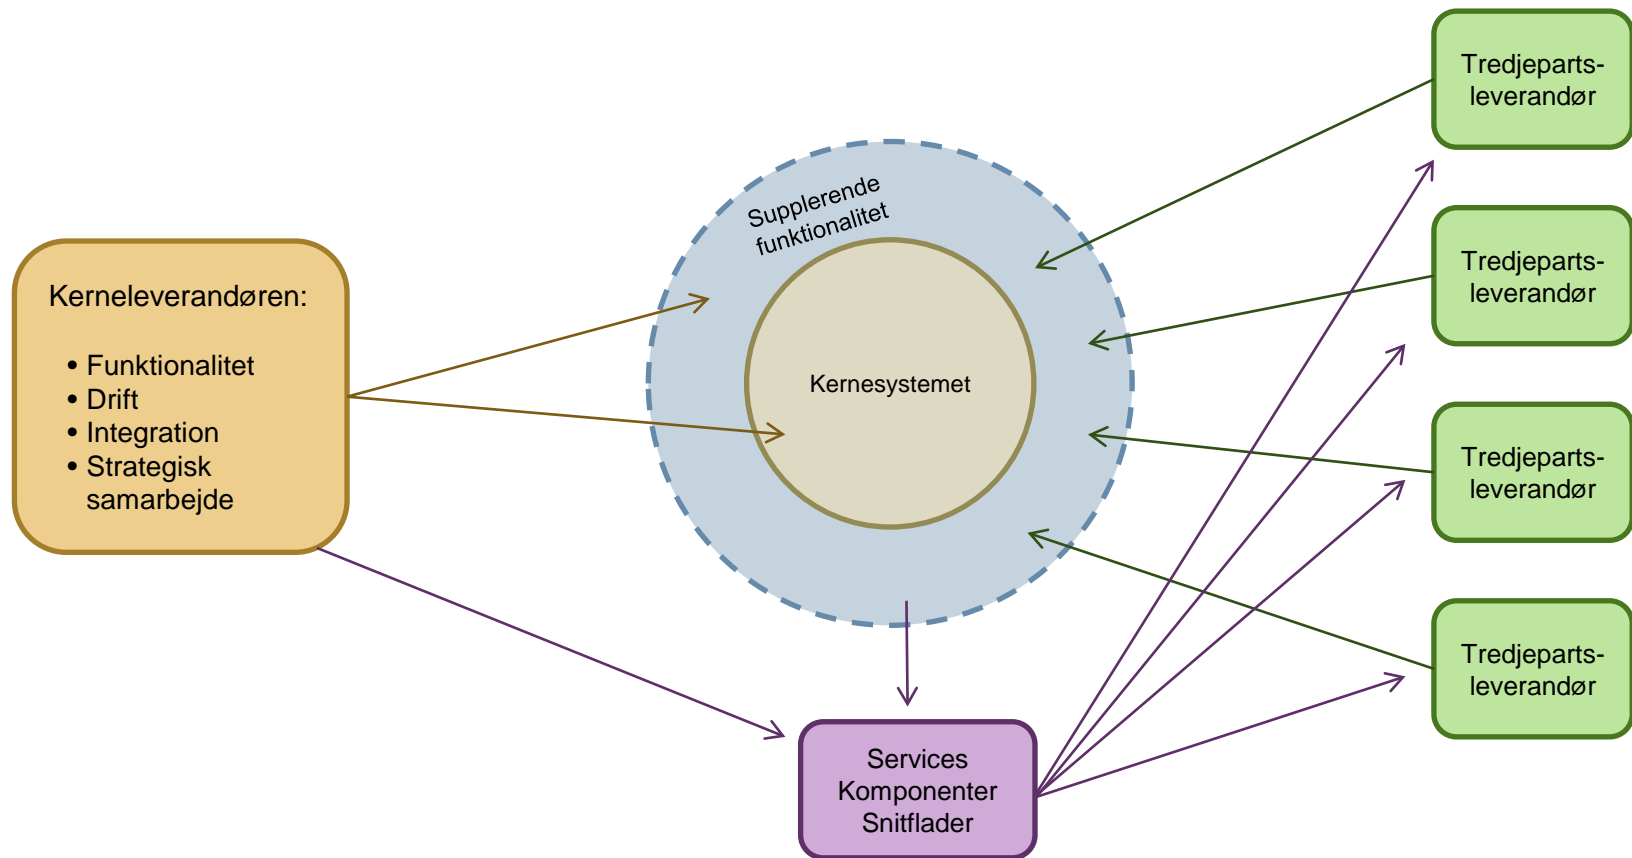 Kerneleverandøren:
• Funktionalitet
• Drift
• Integration
• Strategisk
samarbejde
Supplerende
funktionalitet
Kernesystemet
Services
Komponenter
Snitflader
Tredjeparts-
leverandør
Tredjeparts-
leverandør
Tredjeparts-
leverandør
Tredjeparts-
leverandør